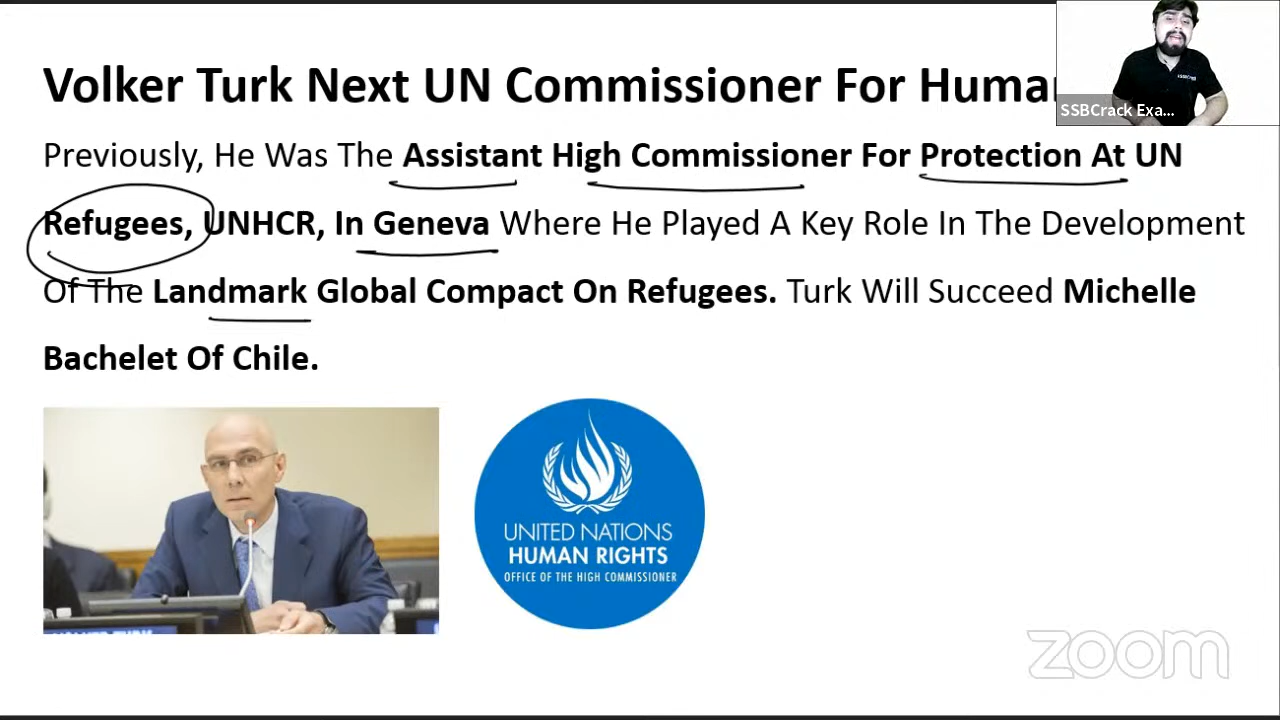 Volker Turk Next UN Commissioner For Huma
SSBCrack Exa...
Previously, He Was The Assistant High Commissioner For Protection At UN
Refugees, UNHCR, In Geneva Where He Played A Key Role In The Development
Of The Landmark Global Compact On Refugees. Turk Will Succeed Michelle
Bachelet Of Chile.
UNITED NATIONS
HUMAN RIGHTS
OFFICE OF THE HIGH COMMISSIONER
zoom